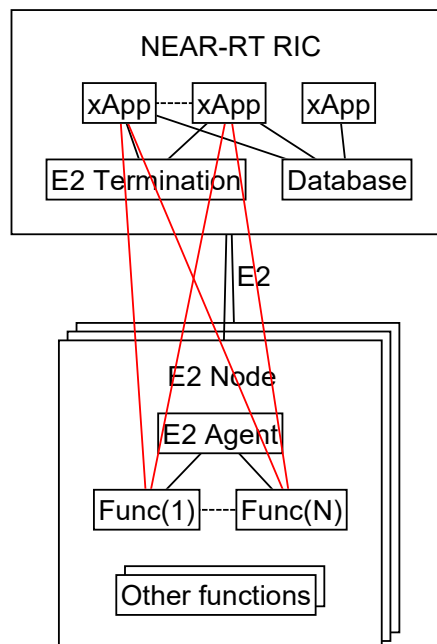 NEAR-RT RIC
xApp xApp xApp
E2 Termination Database
E2
E2 Node
E2 Agent
Func(1) Func(N)
Other functions